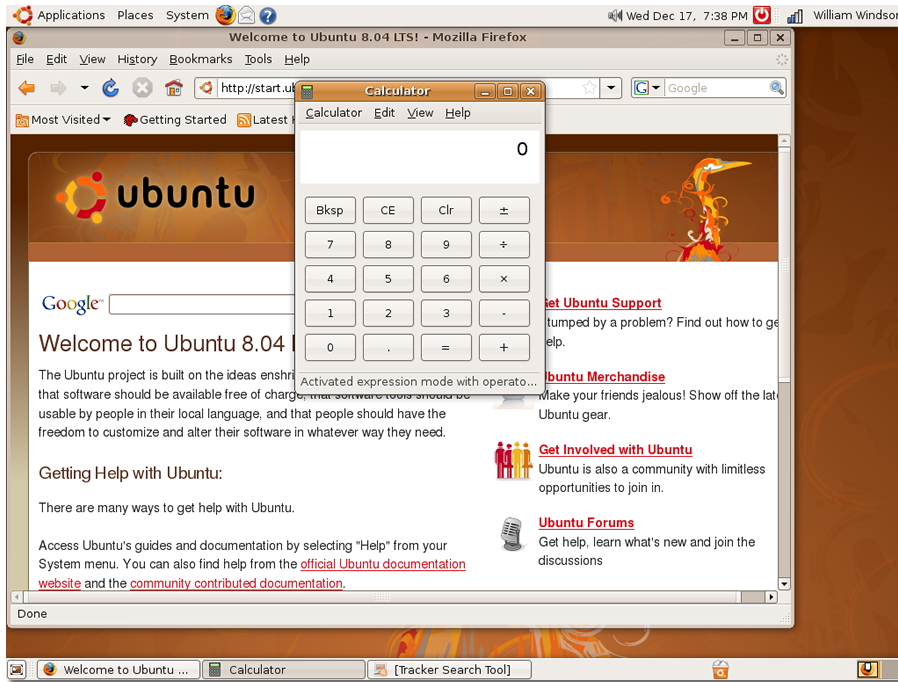 Applications Places System
Wed Dec 17, 7:38 PM
William Windsor
Welcome to Ubuntu 8.04 LTS! - Mozilla Firefox
File Edit View History Bookmarks Tools Help
http://start.ub
Google
Most Visited Getting Started Latest
Calculator
Calculator Edit View Help
0
Bksp CE Clr ±
7 8 9 ÷
4 5 6 ×
1 2 3 -
0 . = +
Activated expression mode with operato...
ubuntu
Google
Welcome to Ubuntu 8.04
The Ubuntu project is built on the ideas enshri
that software should be available free of charge, that software tools should be
usable by people in their local language, and that people should have the
freedom to customize and alter their software in whatever way they need.
Getting Help with Ubuntu:
There are many ways to get help with Ubuntu.
Access Ubuntu's guides and documentation by selecting "Help" from your
System menu. You can also find help from the official Ubuntu documentation
website and the community contributed documentation.
Get Ubuntu Support
tumped by a problem? Find out how to ge
elp.
Ubuntu Merchandise
Make your friends jealous! Show off the late
Ubuntu gear.
Get Involved with Ubuntu
Ubuntu is also a community with limitless
opportunities to join in.
Ubuntu Forums
Get help, learn what's new and join the
discussions
Done
Welcome to Ubuntu ...
Calculator
[Tracker Search Tool]